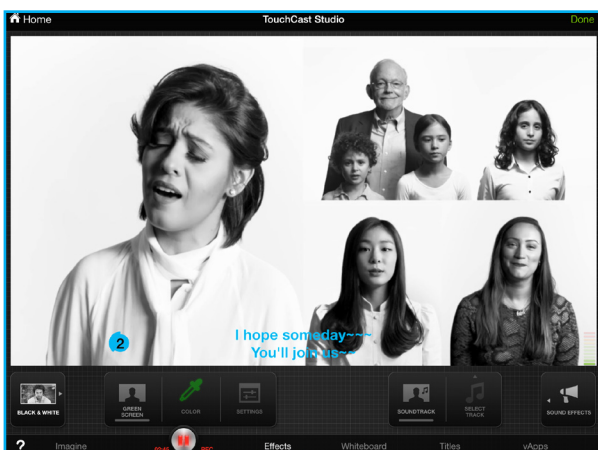 Home
TouchCast Studio
Done
2
I hope someday~~~
You'll join us~~
BLACK & WHITE
GREEN
SCREEN
COLOR
SETTINGS
SOUNDTRACK
SELECT
TRACK
SOUND EFFECTS
?
Imagine
REC
Effects
Whiteboard
Titles
vApps